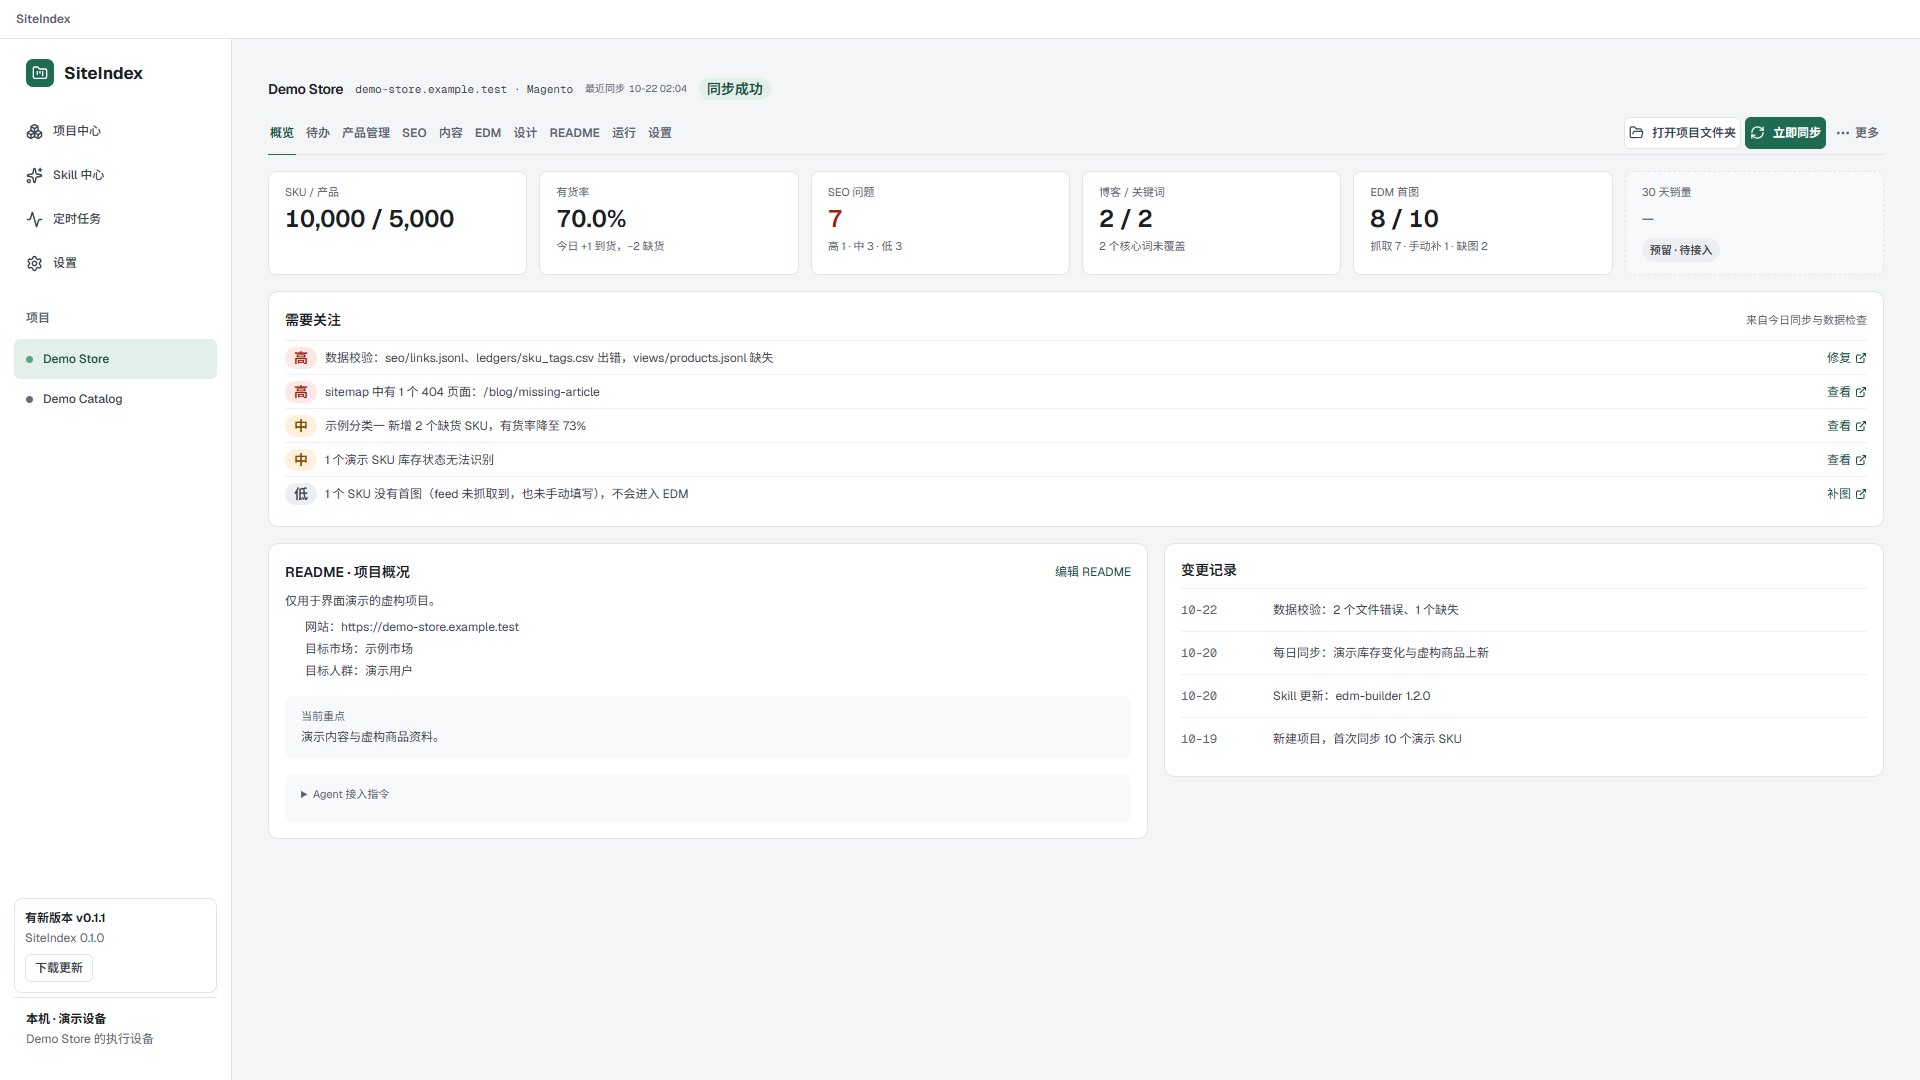 SiteIndex
SiteIndex
项目中心
Skill 中心
定时任务
设置
项目
Demo Store
Demo Catalog
有新版本 v0.1.1
SiteIndex 0.1.0
下载更新
本机 · 演示设备
Demo Store 的执行设备
Demo Store demo-store.example.test · Magento 最近同步 10-22 02:04 同步成功
概览 待办 产品管理 SEO 内容 EDM 设计 README 运行 设置
打开项目文件夹 立即同步 ··· 更多
SKU / 产品
10,000 / 5,000
有货率
70.0%
今日 +1 到货，-2 缺货
SEO 问题
7
高 1 · 中 3 · 低 3
博客 / 关键词
2 / 2
2 个核心词未覆盖
EDM 首图
8 / 10
抓取 7 · 手动补 1 · 缺图 2
30 天销量
—
预留 · 待接入
需要关注 来自今日同步与数据检查
高 数据校验：seo/links.jsonl、ledgers/sku_tags.csv 出错，views/products.jsonl 缺失 修复
高 sitemap 中有 1 个 404 页面：/blog/missing-article 查看
中 示例分类一 新增 2 个缺货 SKU，有货率降至 73% 查看
中 1 个演示 SKU 库存状态无法识别 查看
低 1 个 SKU 没有首图（feed 未抓取到，也未手动填写），不会进入 EDM 补图
README · 项目概况 编辑 README
仅用于界面演示的虚构项目。
网站：https://demo-store.example.test
目标市场：示例市场
目标人群：演示用户
当前重点
演示内容与虚构商品资料。
Agent 接入指令
变更记录
10-22 数据校验：2 个文件错误、1 个缺失
10-20 每日同步：演示库存变化与虚构商品上新
10-20 Skill 更新：edm-builder 1.2.0
10-19 新建项目，首次同步 10 个演示 SKU